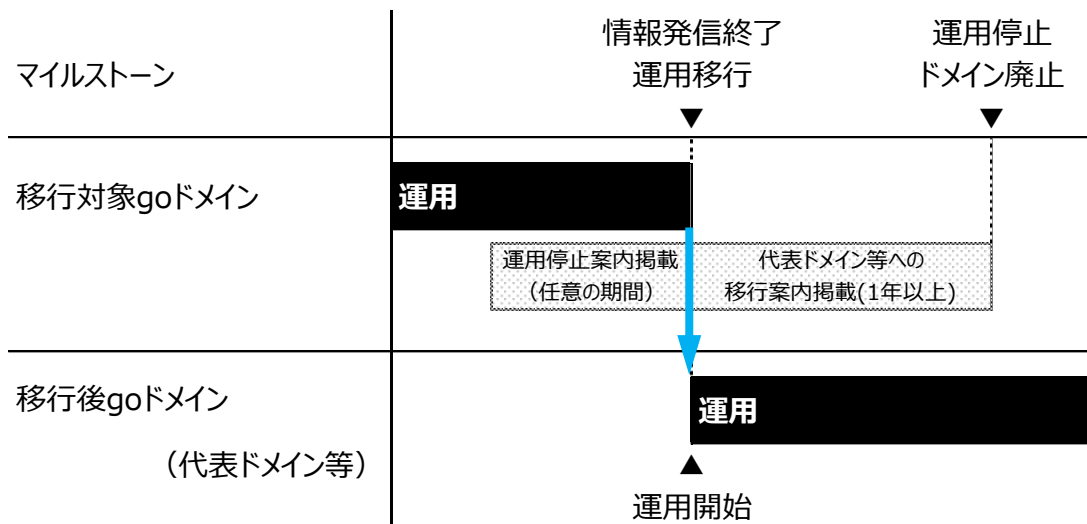 情報発信終了
運用移行
運用停止
ドメイン廃止
マイルストーン
▼
▼
移行対象goドメイン
運用
運用停止案内掲載
（任意の期間）
代表ドメイン等への
移行案内掲載(1年以上)
移行後goドメイン
（代表ドメイン等）
運用
▲
運用開始